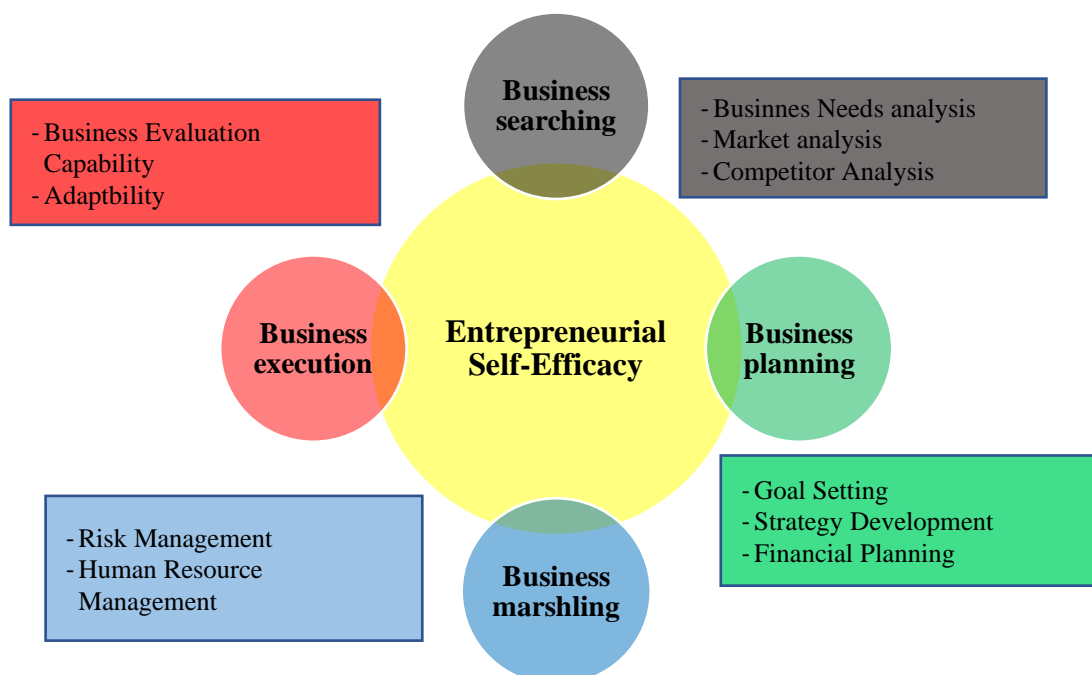 Business
searching
- Business Evaluation
Capability
- Adaptbility
- Businnes Needs analysis
- Market analysis
- Competitor Analysis
Business
execution
Entrepreneurial
Self-Efficacy
Business
planning
- Risk Management
- Human Resource
Management
Business
marshling
- Goal Setting
- Strategy Development
- Financial Planning